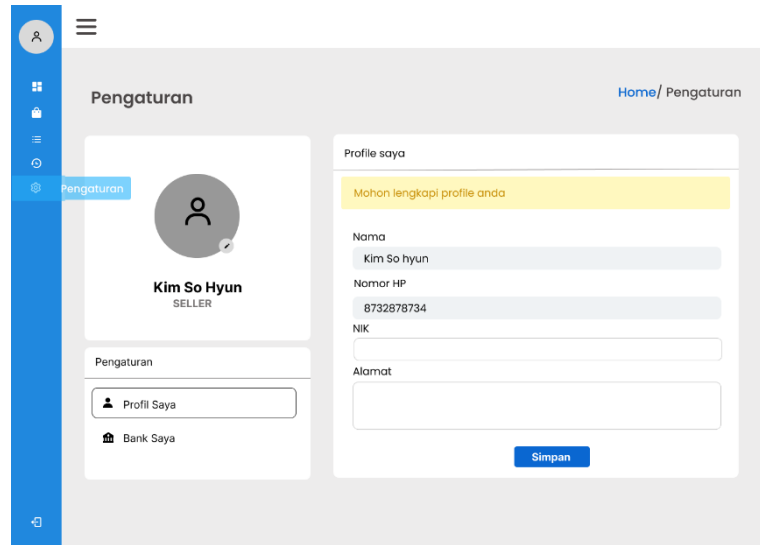 Pengaturan
Home/ Pengaturan
Pengaturan
Kim So Hyun
SELLER
Pengaturan
Profil Saya
Bank Saya
Profile saya
Mohon lengkapi profile anda
Nama
Kim So hyun
Nomor HP
8732878734
NIK
Alamat
Simpan